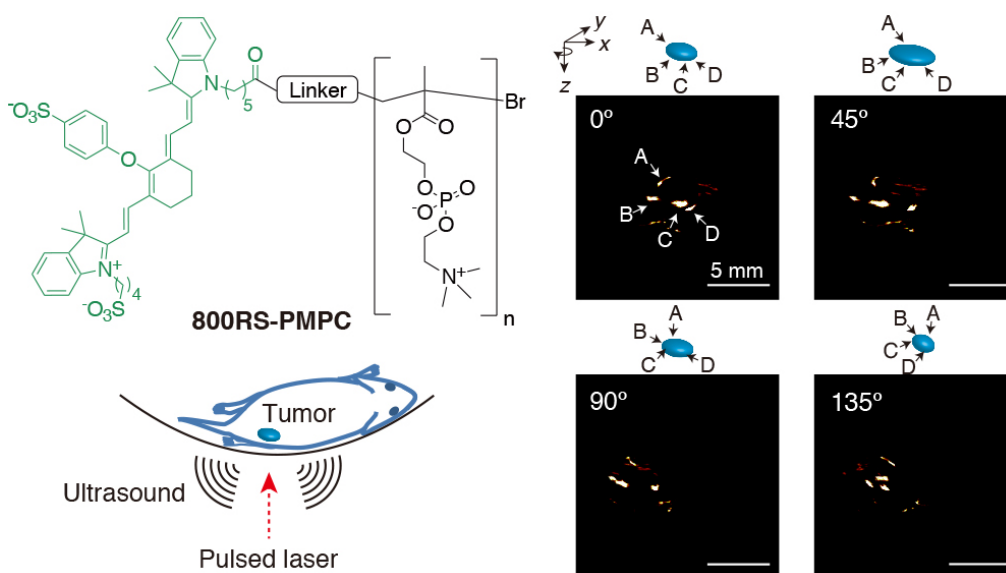 N
O
5
Linker
Br
O
O
⁻O₃S
O
O
P
O
⁻O
O
N⁺
N⁺
4
⁻O₃S
n
800RS-PMPC
Tumor
Ultrasound
Pulsed laser
y
x
z
A
B
C
D
0º
A
B
C
D
5 mm
A
B
C
D
45º
A
B
C
D
90º
B
A
C
D
135º